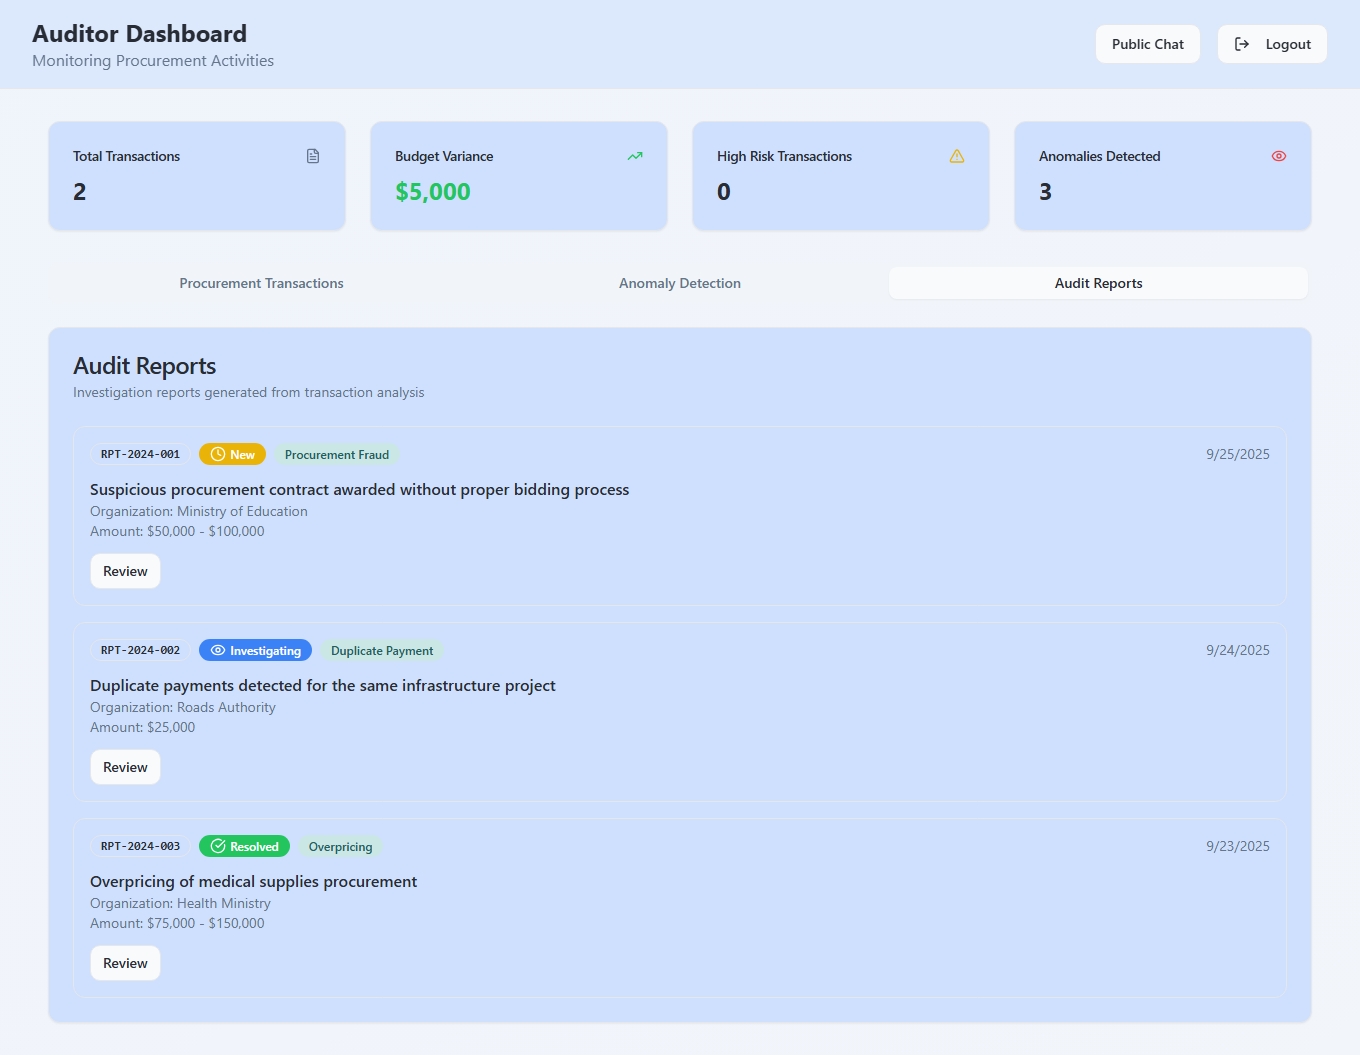 Auditor Dashboard
Monitoring Procurement Activities
Public Chat
Logout
Total Transactions
2
Budget Variance
$5,000
High Risk Transactions
0
Anomalies Detected
3
Procurement Transactions
Anomaly Detection
Audit Reports
Audit Reports
Investigation reports generated from transaction analysis
RPT-2024-001 New Procurement Fraud 9/25/2025
Suspicious procurement contract awarded without proper bidding process
Organization: Ministry of Education
Amount: $50,000 - $100,000
Review
RPT-2024-002 Investigating Duplicate Payment 9/24/2025
Duplicate payments detected for the same infrastructure project
Organization: Roads Authority
Amount: $25,000
Review
RPT-2024-003 Resolved Overpricing 9/23/2025
Overpricing of medical supplies procurement
Organization: Health Ministry
Amount: $75,000 - $150,000
Review